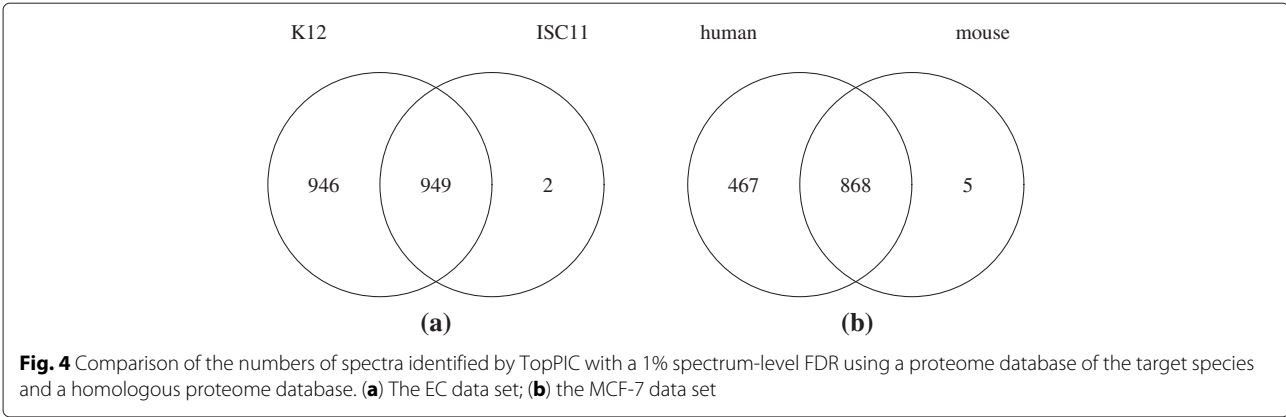 K12 ISC11 human mouse
946 949 2 467 868 5
(a) (b)
Fig. 4 Comparison of the numbers of spectra identified by TopPIC with a 1% spectrum-level FDR using a proteome database of the target species
and a homologous proteome database. (a) The EC data set; (b) the MCF-7 data set